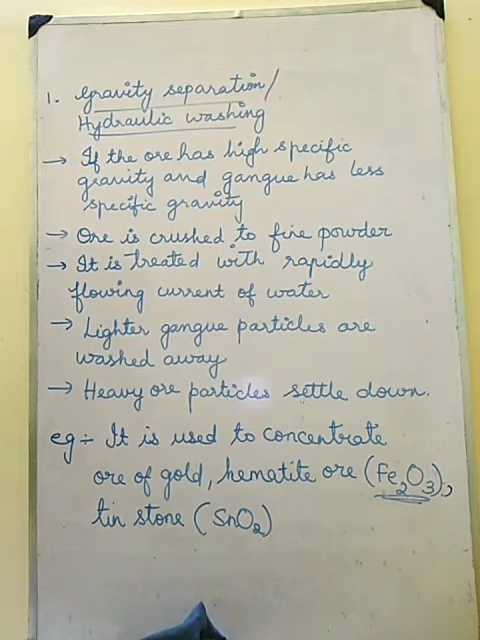 1. Gravity separation/
Hydraulic washing
→ If the ore has high specific
gravity and gangue has less
specific gravity
→ Ore is crushed to fine powder
→ It is treated with rapidly
flowing current of water
→ Lighter gangue particles are
washed away
→ Heavy ore particles settle down.
eg:- It is used to concentrate
ore of gold, hematite ore (Fe₂O₃),
tin stone (SnO₂)